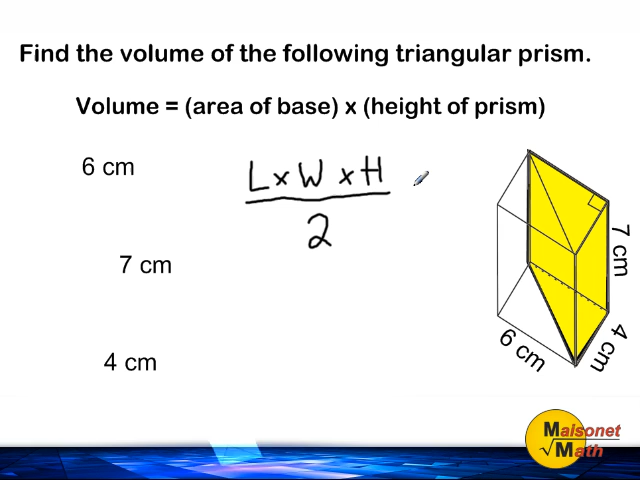 Find the volume of the following triangular prism.
Volume = (area of base) x (height of prism)
6 cm
L x W x H
2
7 cm
4 cm
7 cm
4 cm
6 cm
Maisonet
√Math